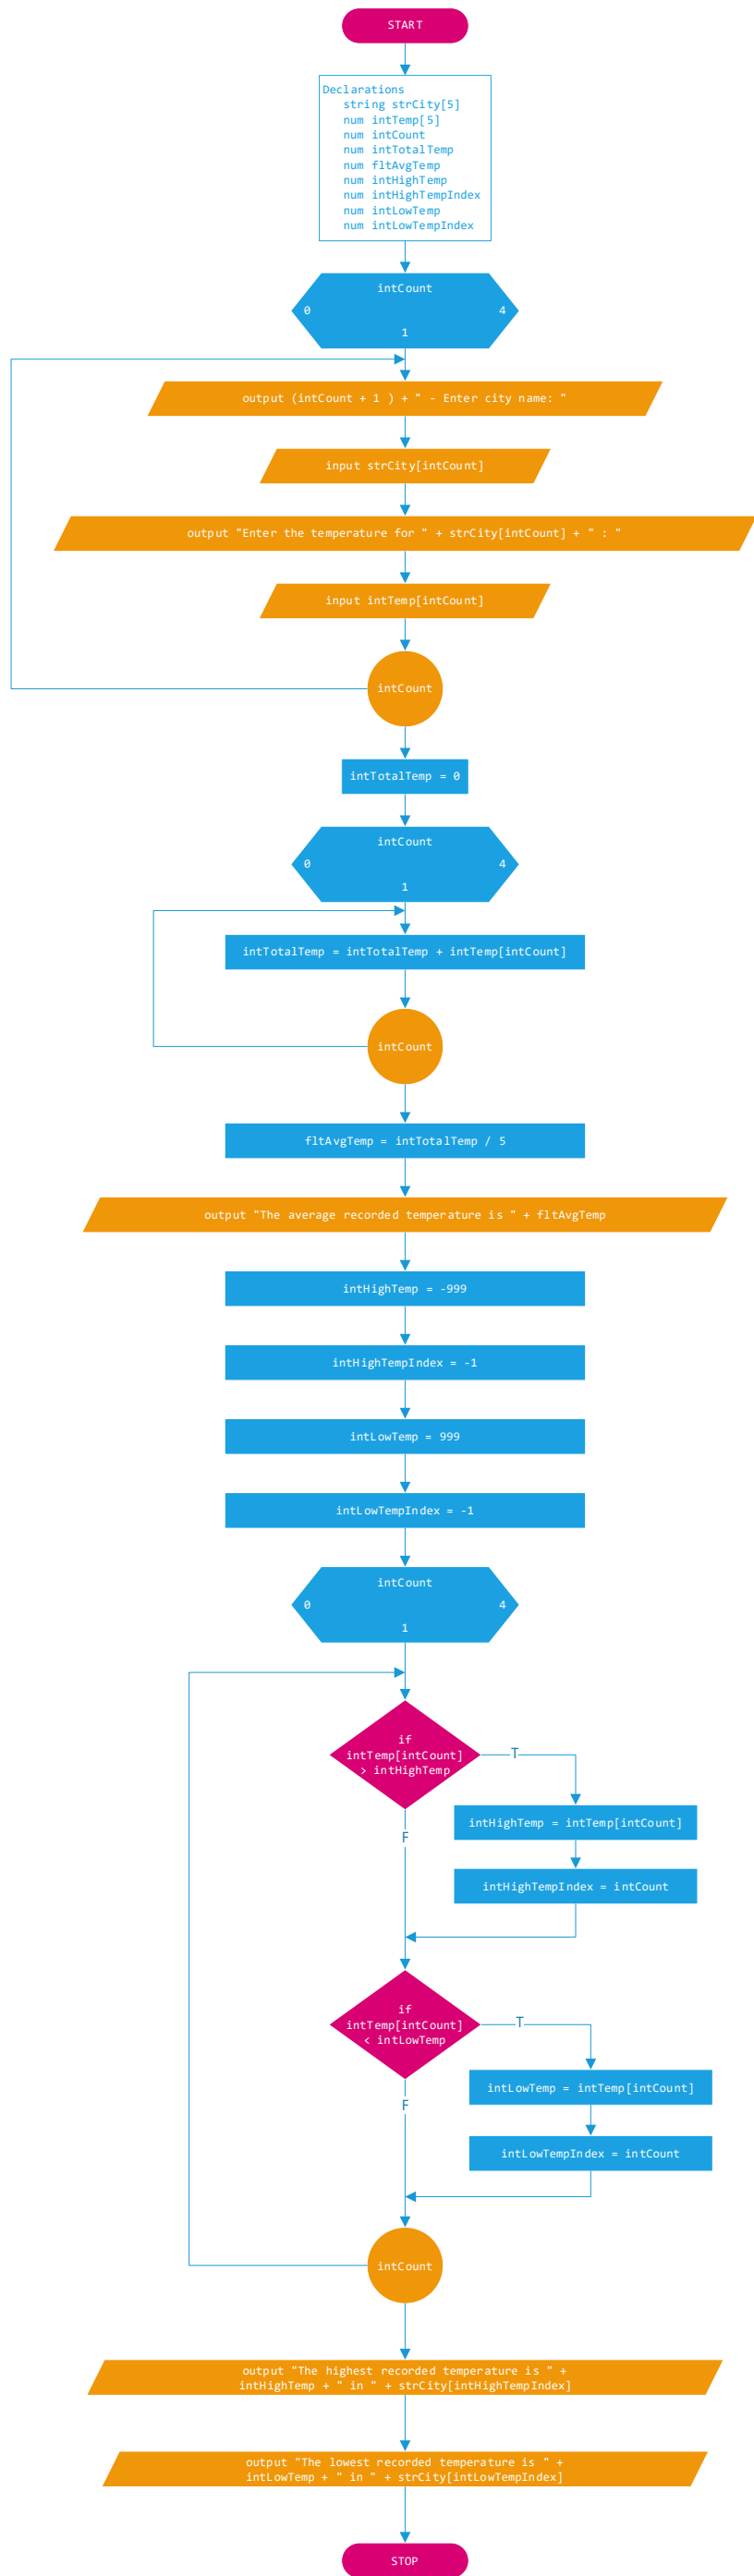 START
Declarations
string strCity[5]
num intTemp[5]
num intCount
num intTotalTemp
num fltAvgTemp
num intHighTemp
num intHighTempIndex
num intLowTemp
num intLowTempIndex
intCount
0 4
1
output (intCount + 1 ) + " - Enter city name: "
input strCity[intCount]
output "Enter the temperature for " + strCity[intCount] + " : "
input intTemp[intCount]
intCount
intTotalTemp = 0
intCount
0 4
1
intTotalTemp = intTotalTemp + intTemp[intCount]
intCount
fltAvgTemp = intTotalTemp / 5
output "The average recorded temperature is " + fltAvgTemp
intHighTemp = -999
intHighTempIndex = -1
intLowTemp = 999
intLowTempIndex = -1
intCount
0 4
1
if
intTemp[intCount]
> intHighTemp
T
intHighTemp = intTemp[intCount]
F
intHighTempIndex = intCount
if
intTemp[intCount]
< intLowTemp
T
intLowTemp = intTemp[intCount]
F
intLowTempIndex = intCount
intCount
output "The highest recorded temperature is " +
intHighTemp + " in " + strCity[intHighTempIndex]
output "The lowest recorded temperature is " +
intLowTemp + " in " + strCity[intLowTempIndex]
STOP